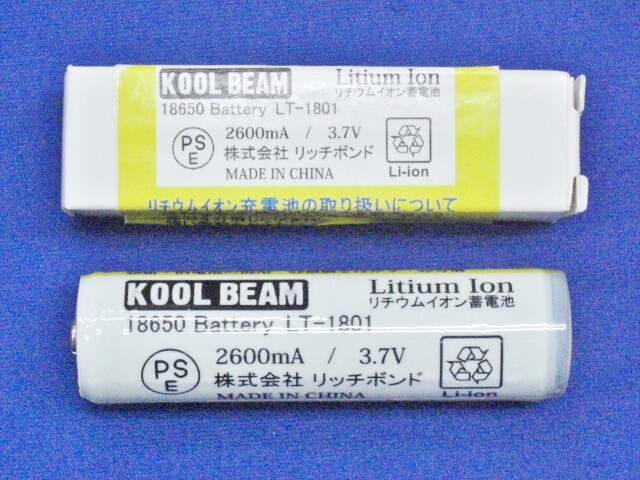 KOOL BEAM Litium Ion
リチウムイオン蓄電池
18650 Battery LT-1801
PSE 2600mA / 3.7V
株式会社 リッチボンド
MADE IN CHINA Li-ion
リチウムイオン充電池の取り扱いについて
KOOL BEAM Litium Ion
リチウムイオン蓄電池
18650 Battery LT-1801
PSE 2600mA / 3.7V
株式会社 リッチボンド
MADE IN CHINA Li-ion